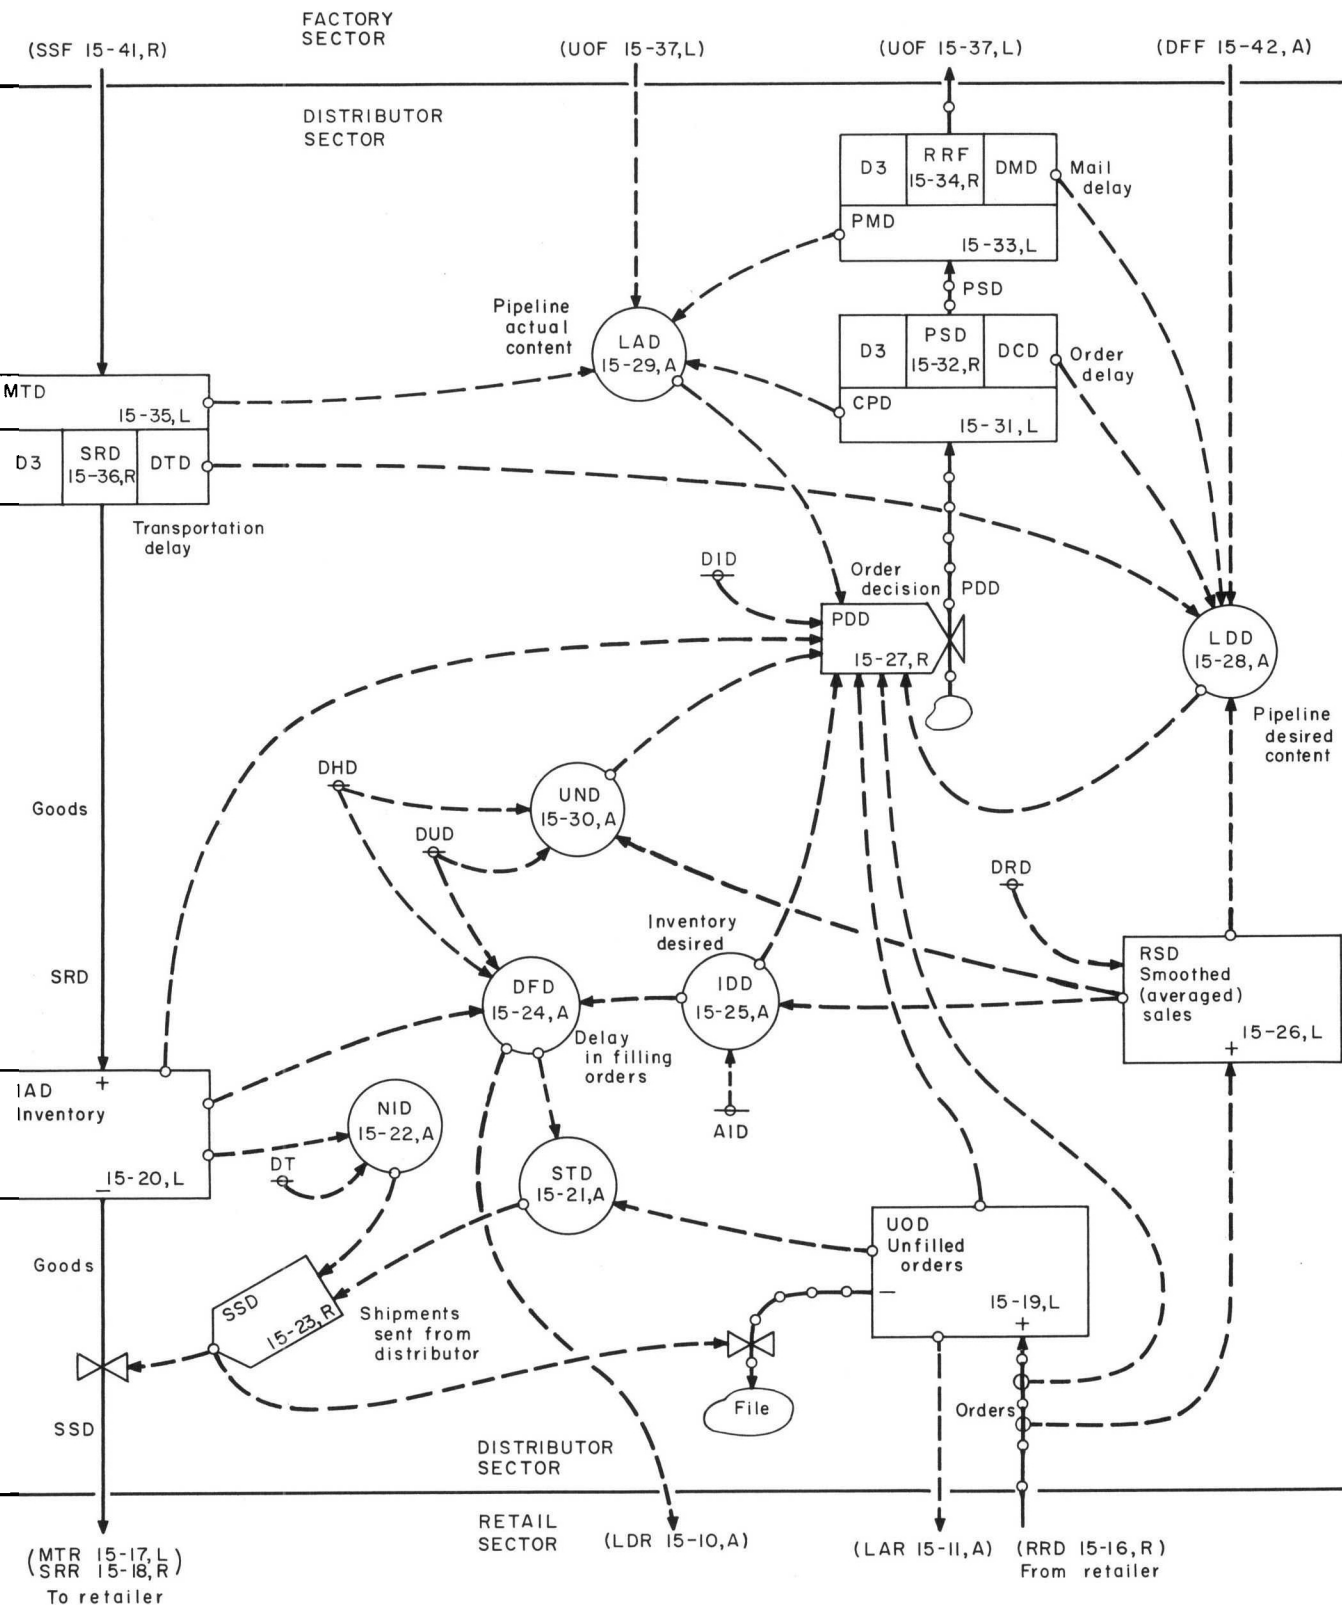 FACTORY
SECTOR
(SSF 15-41,R)
(UOF 15-37,L)
(UOF 15-37,L)
(DFF 15-42,A)
DISTRIBUTOR
SECTOR
D3
RRF
15-34,R
DMD
Mail
delay
PMD
15-33,L
PSD
Pipeline
actual
content
LAD
15-29,A
D3
PSD
15-32,R
DCD
Order
delay
CPD
15-31,L
MTD
15-35,L
D3
SRD
15-36,R
DTD
Transportation
delay
DID
Order
decision
PDD
PDD
15-27,R
LDD
15-28,A
Pipeline
desired
content
DHD
UND
15-30,A
Goods
DUD
DRD
Inventory
desired
SRD
DFD
15-24,A
IDD
15-25,A
RSD
Smoothed
(averaged)
sales
15-26,L
+
Delay
in filling
orders
+
IAD
Inventory
15-20,L
–
NID
15-22,A
DT
AID
STD
15-21,A
UOD
Unfilled
orders
–
15-19,L
+
Goods
SSD
15-23,R
Shipments
sent from
distributor
File
Orders
SSD
DISTRIBUTOR
SECTOR
RETAIL
SECTOR
(MTR 15-17,L
SRR 15-18,R)
To retailer
(LDR 15-10,A)
(LAR 15-11,A)
(RRD 15-16,R)
From retailer